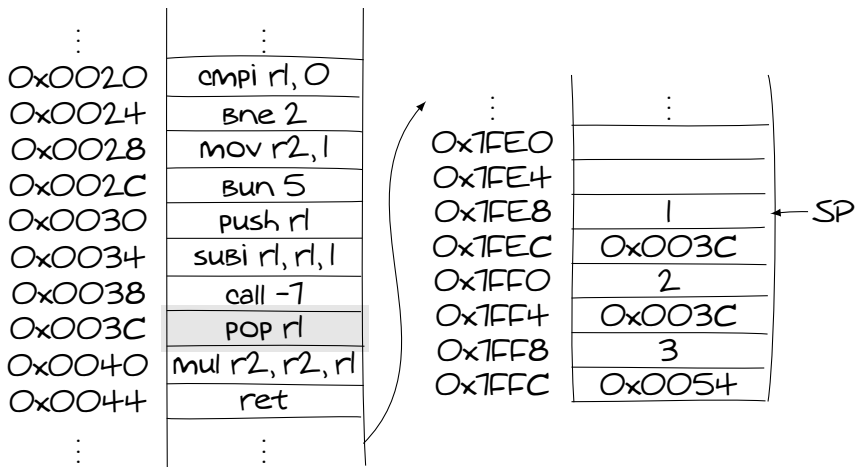 ⋮ ⋮
0x0020 cmpi r1, 0
0x0024 bne 2
0x0028 mov r2, 1
0x002C bun 5
0x0030 push r1
0x0034 subi r1, r1, 1
0x0038 call -7
0x003C pop r1
0x0040 mul r2, r2, r1
0x0044 ret
⋮ ⋮
⋮ ⋮
0x7FE0
0x7FE4
0x7FE8 1 SP
0x7FEC 0x003C
0x7FF0 2
0x7FF4 0x003C
0x7FF8 3
0x7FFC 0x0054